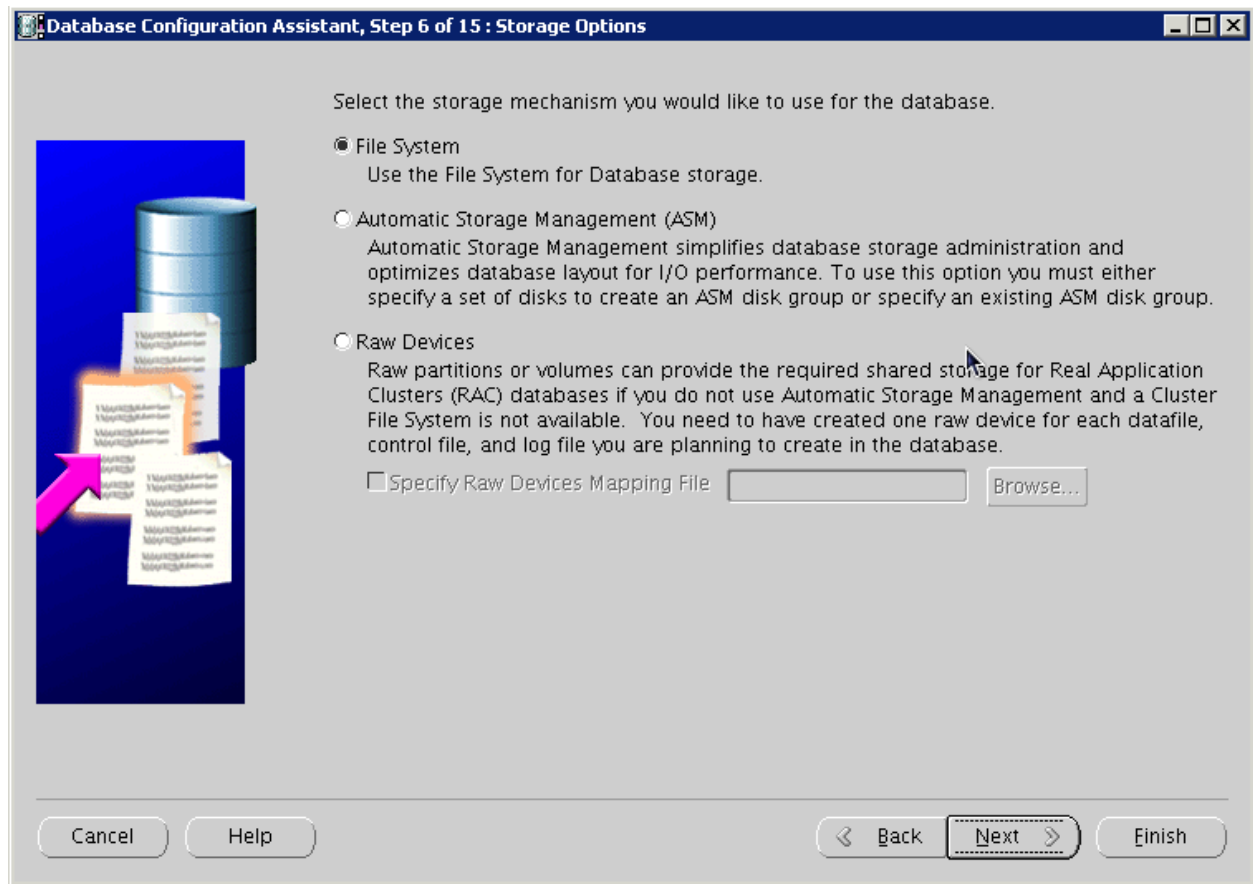 Database Configuration Assistant, Step 6 of 15 : Storage Options
Select the storage mechanism you would like to use for the database.
File System
Use the File System for Database storage.
Automatic Storage Management (ASM)
Automatic Storage Management simplifies database storage administration and
optimizes database layout for I/O performance. To use this option you must either
specify a set of disks to create an ASM disk group or specify an existing ASM disk group.
Raw Devices
Raw partitions or volumes can provide the required shared storage for Real Application
Clusters (RAC) databases if you do not use Automatic Storage Management and a Cluster
File System is not available.  You need to have created one raw device for each datafile,
control file, and log file you are planning to create in the database.
Specify Raw Devices Mapping File
Browse...
Cancel
Help
Back
Next
Finish